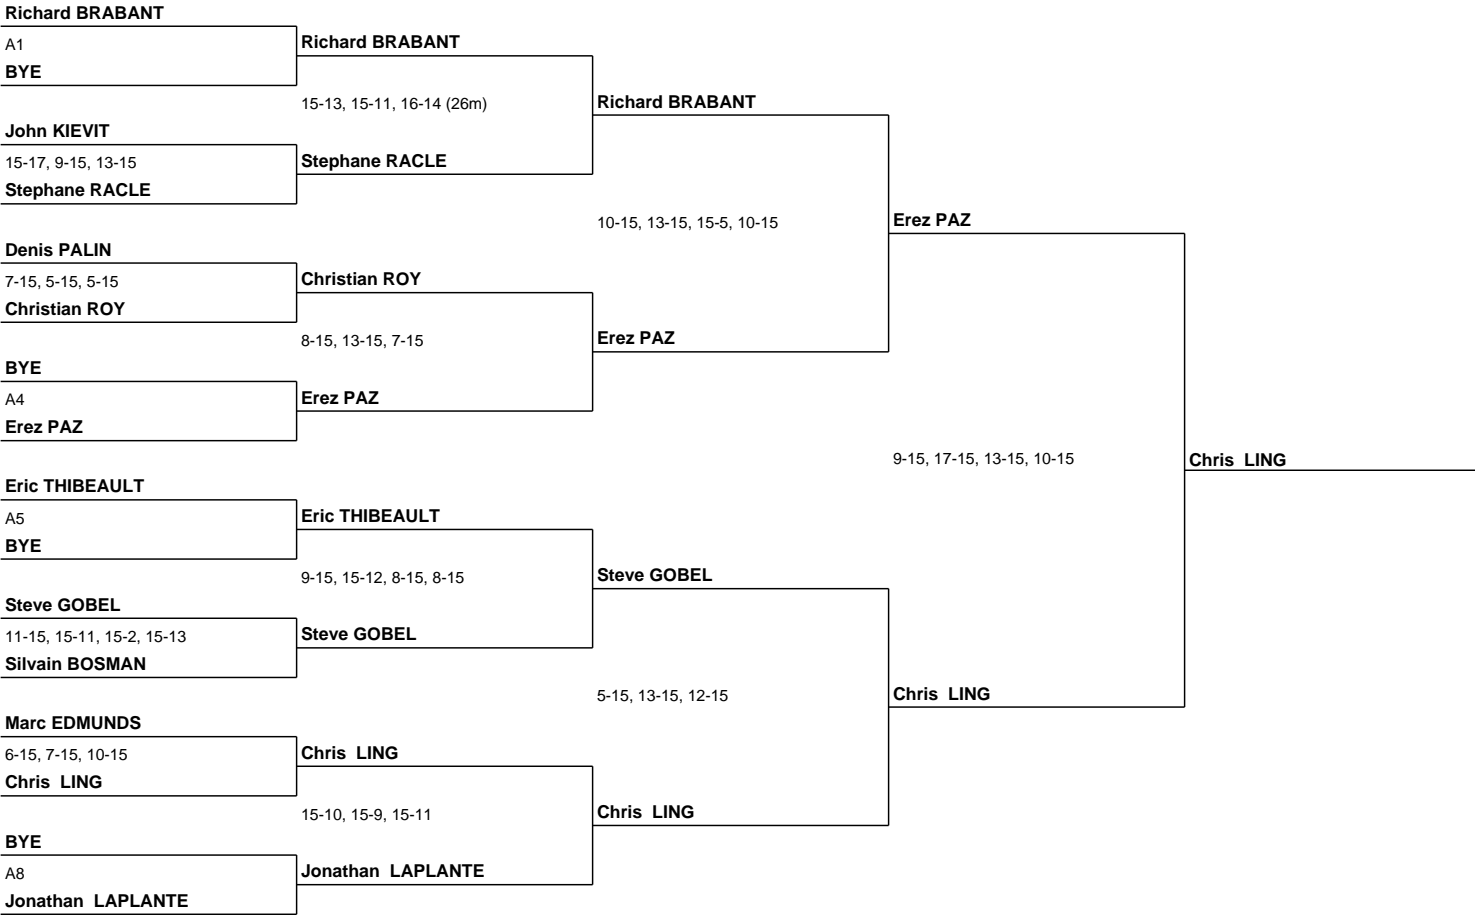 Richard BRABANT
A1
BYE
John KIEVIT
15-17, 9-15, 13-15
Stephane RACLE
Denis PALIN
7-15, 5-15, 5-15
Christian ROY
BYE
A4
Erez PAZ
Eric THIBEAULT
A5
BYE
Steve GOBEL
11-15, 15-11, 15-2, 15-13
Silvain BOSMAN
Marc EDMUNDS
6-15, 7-15, 10-15
Chris LING
BYE
A8
Jonathan LAPLANTE
Richard BRABANT
15-13, 15-11, 16-14 (26m)
Stephane RACLE
Christian ROY
8-15, 13-15, 7-15
Erez PAZ
Eric THIBEAULT
9-15, 15-12, 8-15, 8-15
Steve GOBEL
Chris LING
15-10, 15-9, 15-11
Jonathan LAPLANTE
Richard BRABANT
10-15, 13-15, 15-5, 10-15
Erez PAZ
Steve GOBEL
5-15, 13-15, 12-15
Chris LING
Erez PAZ
9-15, 17-15, 13-15, 10-15
Chris LING
Chris LING